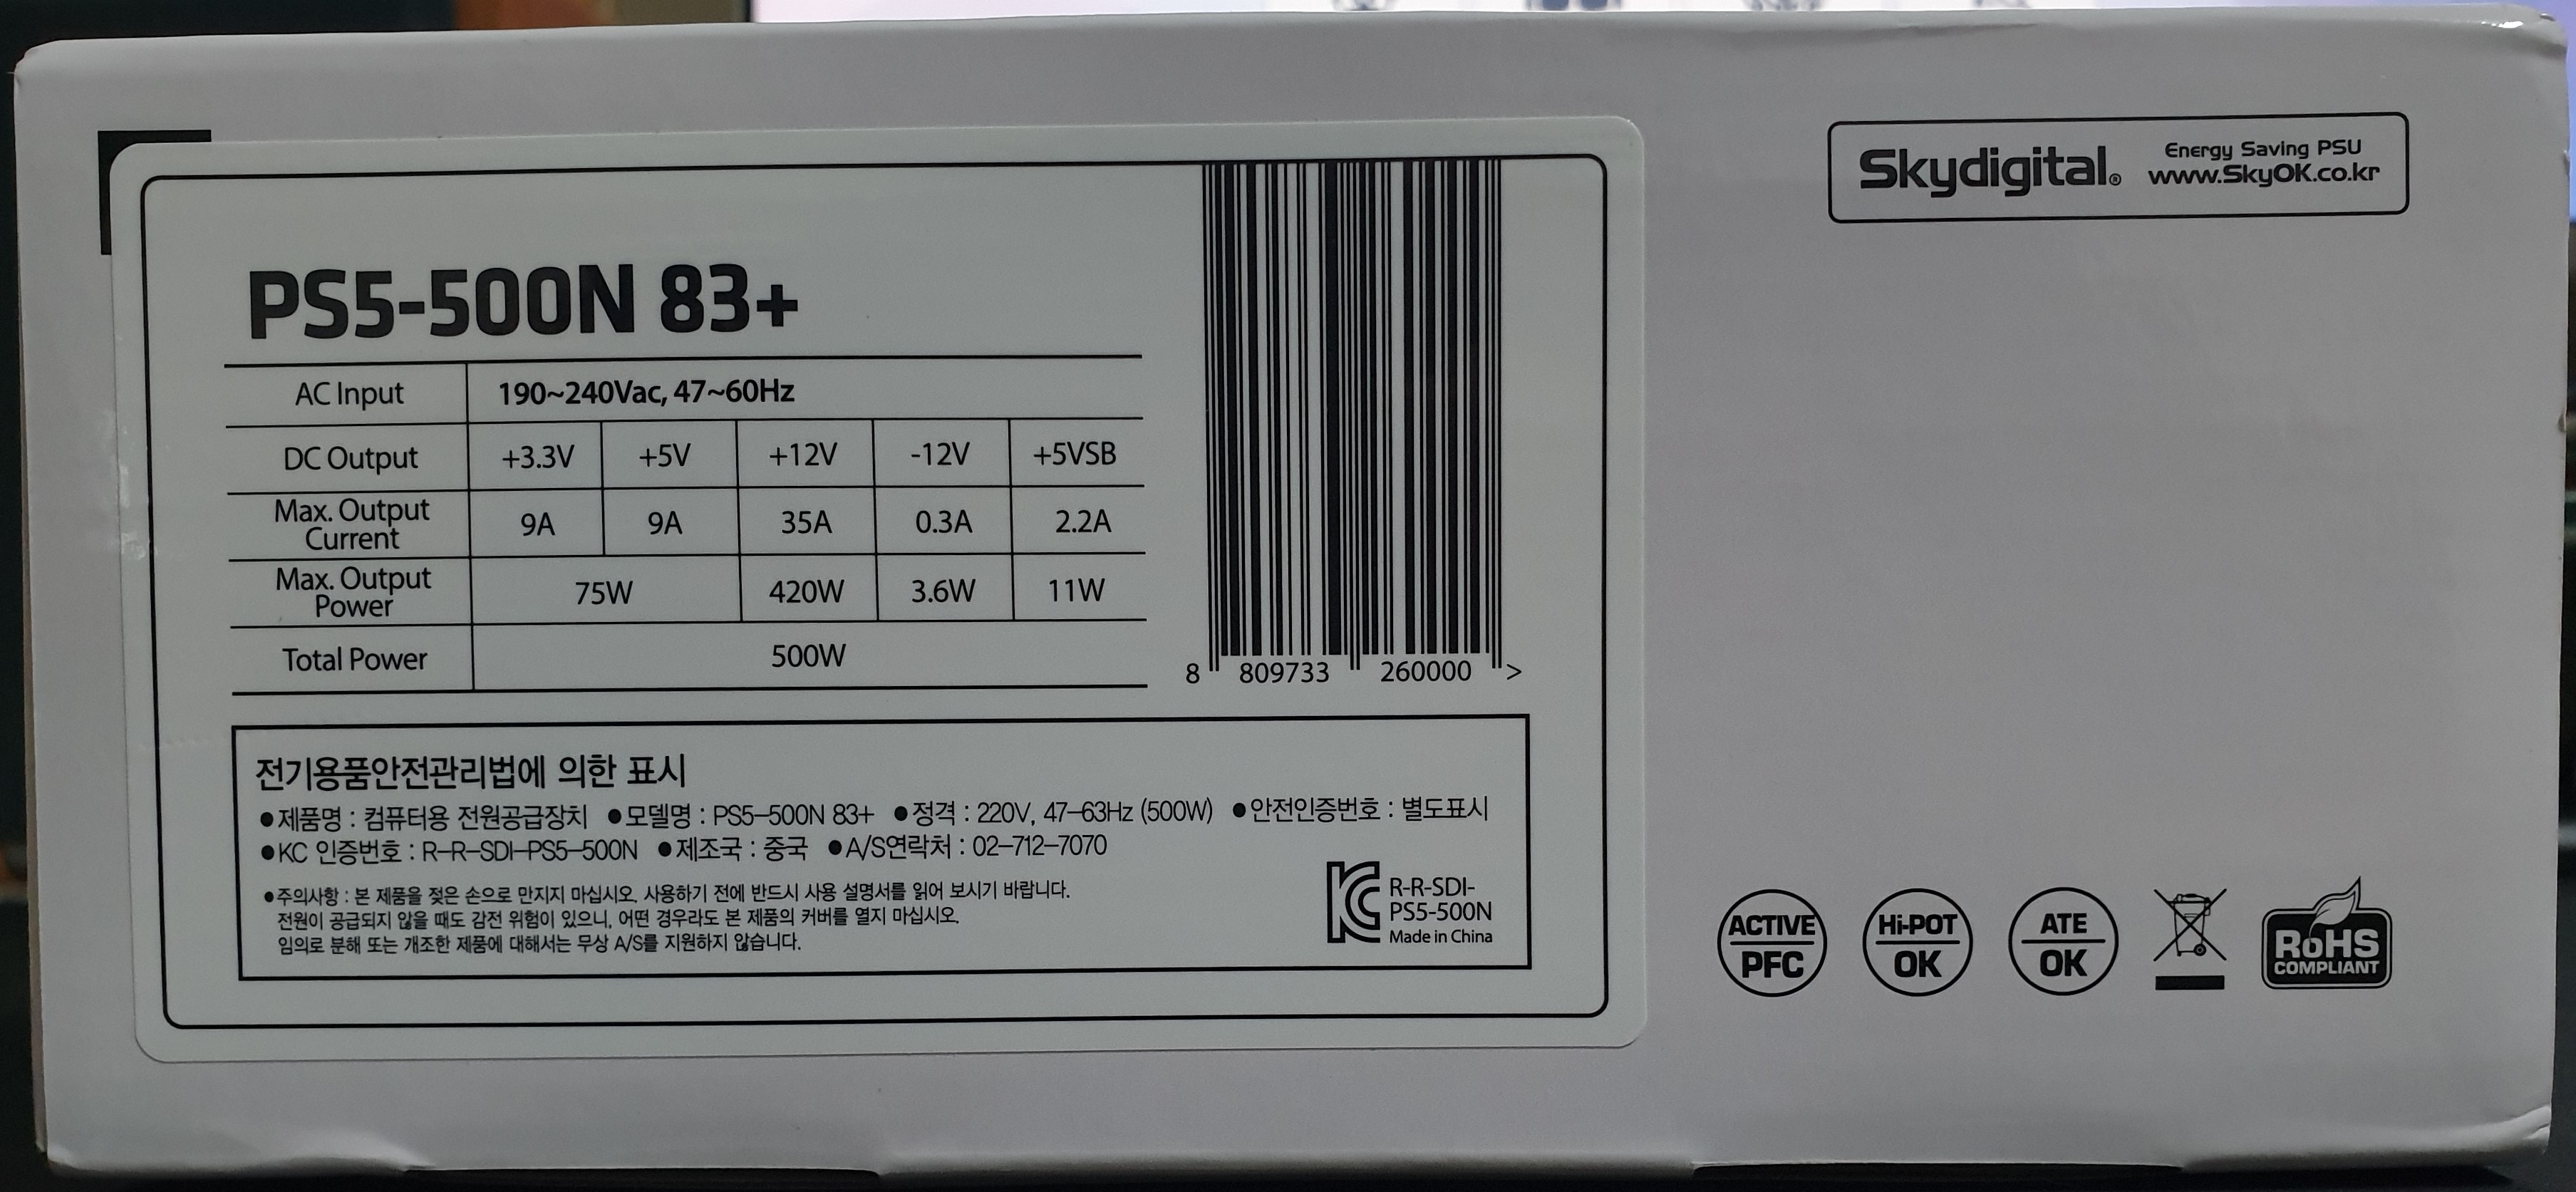 Skydigital® Energy Saving PSU
www.SkyOK.co.kr
PS5-500N 83+
AC Input 190~240Vac, 47~60Hz
DC Output +3.3V +5V +12V -12V +5VSB
Max. Output Current 9A 9A 35A 0.3A 2.2A
Max. Output Power 75W 420W 3.6W 11W
Total Power 500W
8 809733 260000 >
전기용품안전관리법에 의한 표시
●제품명 : 컴퓨터용 전원공급장치 ●모델명 : PS5-500N 83+ ●정격 : 220V, 47-63Hz (500W) ●안전인증번호 : 별도표시
●KC 인증번호 : R-R-SDI-PS5-500N ●제조국 : 중국 ●A/S연락처 : 02-712-7070
●주의사항 : 본 제품을 젖은 손으로 만지지 마십시오. 사용하기 전에 반드시 사용 설명서를 읽어 보시기 바랍니다.
전원이 공급되지 않을 때도 감전 위험이 있으니, 어떤 경우라도 본 제품의 커버를 열지 마십시오.
임의로 분해 또는 개조한 제품에 대해서는 무상 A/S를 지원하지 않습니다.
KC
R-R-SDI-
PS5-500N
Made in China
ACTIVE
PFC
Hi-POT
OK
ATE
OK
RoHS
COMPLIANT